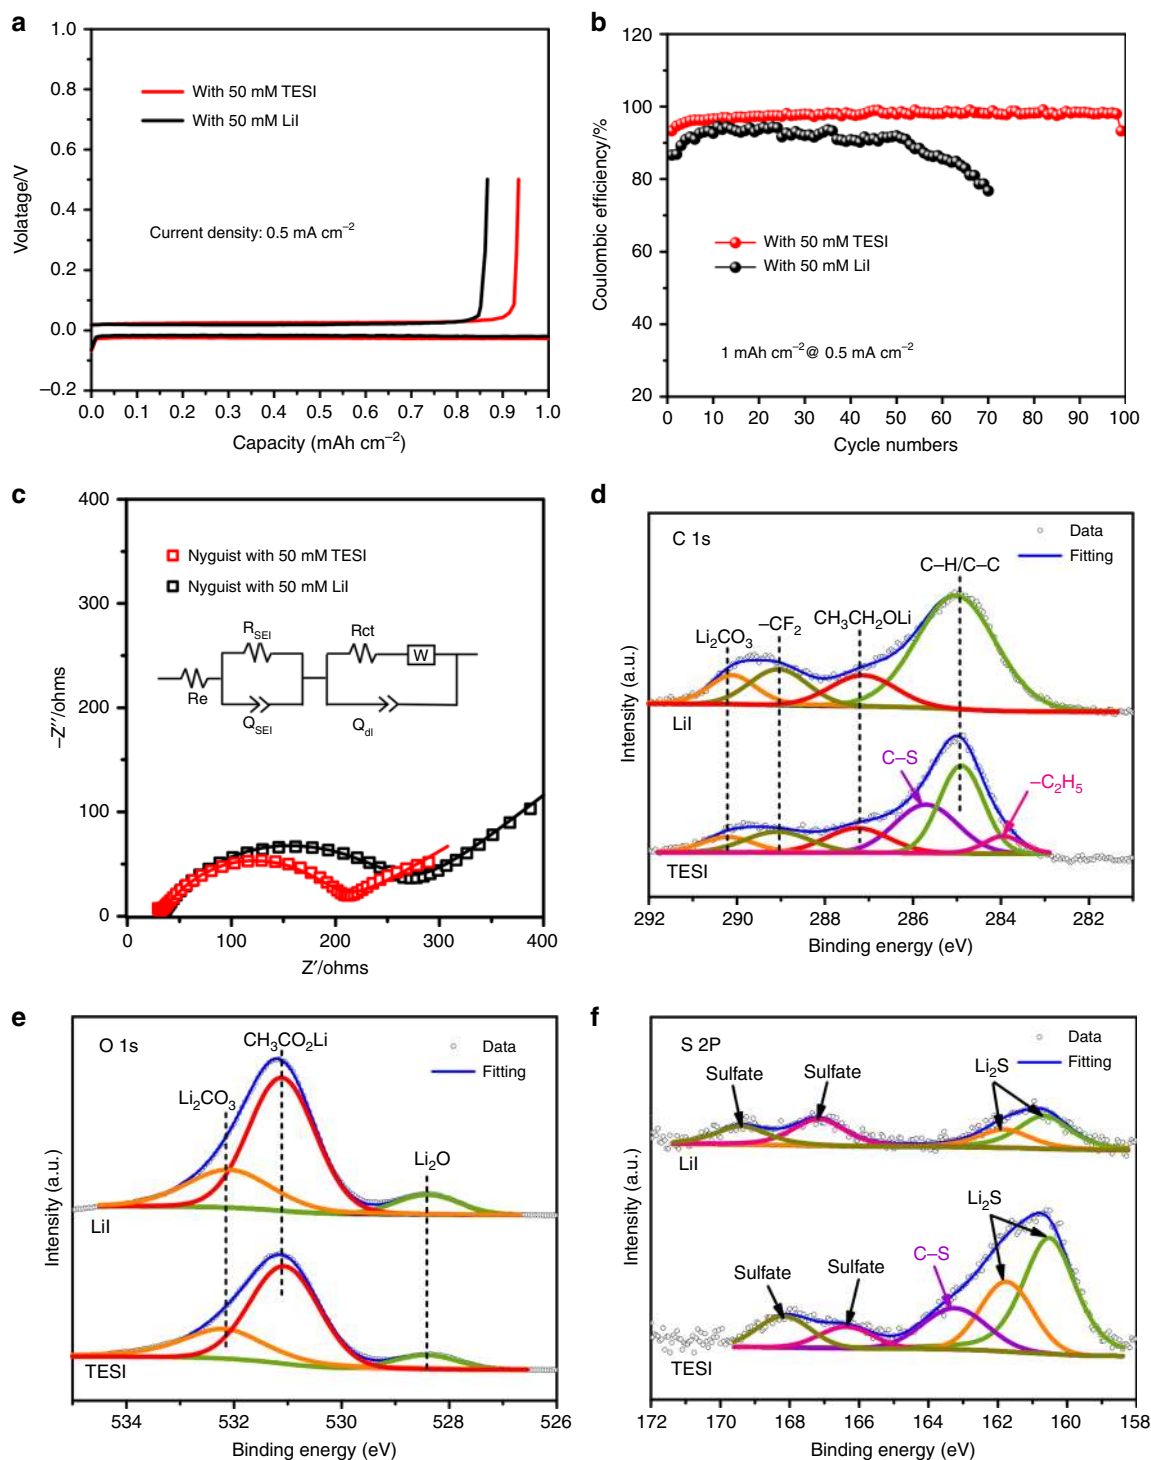 a
1.0
0.8
0.6
0.4
0.2
0.0
–0.2
Volatage/V
With 50 mM TESI
With 50 mM LiI
Current density: 0.5 mA cm–2
0.0 0.1 0.2 0.3 0.4 0.5 0.6 0.7 0.8 0.9 1.0
Capacity (mAh cm–2)
b
120
100
80
60
40
20
Coulombic efficiency/%
With 50 mM TESI
With 50 mM LiI
1 mAh cm–2@ 0.5 mA cm–2
0 10 20 30 40 50 60 70 80 90 100
Cycle numbers
c
400
300
200
100
0
–Z″/ohms
Nyguist with 50 mM TESI
Nyguist with 50 mM LiI
RSEI
Rct
W
Re
QSEI
Qdl
0 100 200 300 400
Z′/ohms
d
C 1s
Data
Fitting
C–H/C–C
Li2CO3
–CF2
CH3CH2OLi
LiI
C–S
–C2H5
TESI
Intensity (a.u.)
292 290 288 286 284 282
Binding energy (eV)
e
O 1s
CH3CO2Li
Data
Fitting
Li2CO3
Li2O
LiI
TESI
Intensity (a.u.)
534 532 530 528 526
Binding energy (eV)
f
S 2P
Data
Fitting
Sulfate
Sulfate
Li2S
LiI
Li2S
C–S
Sulfate
Sulfate
TESI
Intensity (a.u.)
172 170 168 166 164 162 160 158
Binding energy (eV)